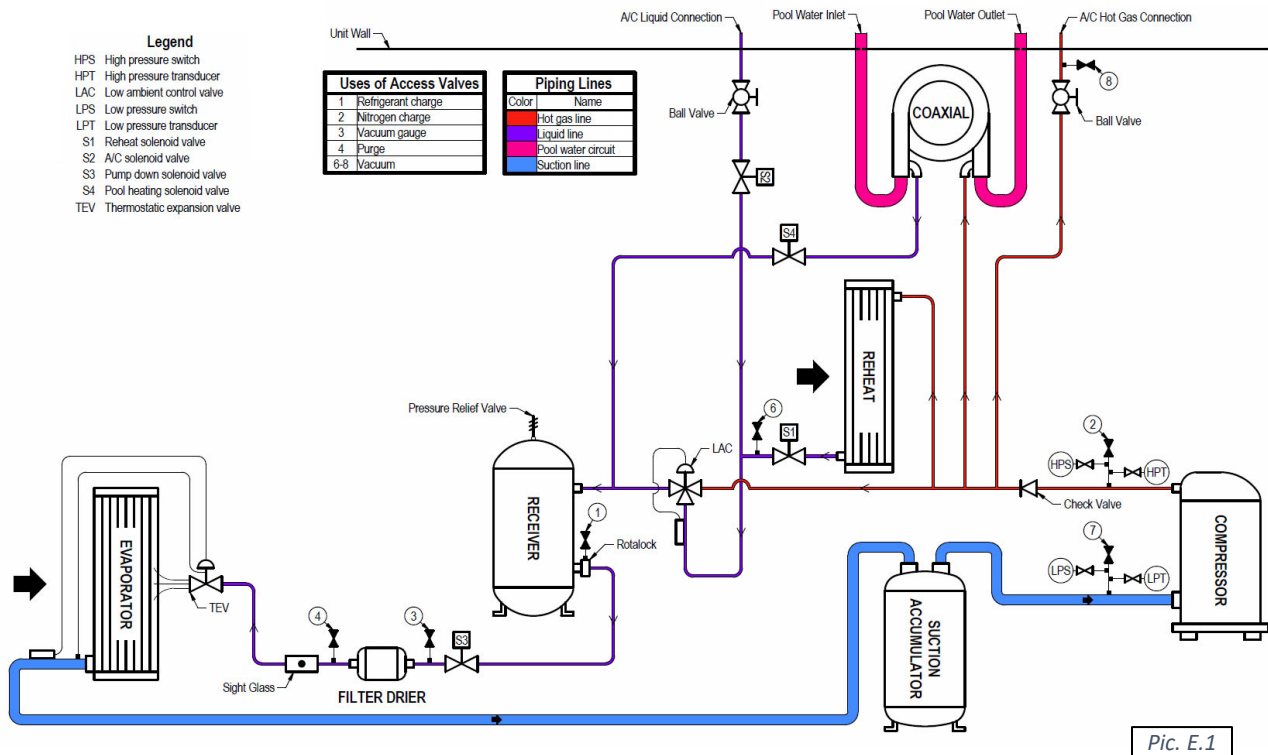 A/C Liquid Connection
Pool Water Inlet
Pool Water Outlet
A/C Hot Gas Connection
Unit Wall
Legend
HPS High pressure switch
HPT High pressure transducer
LAC Low ambient control valve
LPS Low pressure switch
LPT Low pressure transducer
S1 Reheat solenoid valve
S2 A/C solenoid valve
S3 Pump down solenoid valve
S4 Pool heating solenoid valve
TEV Thermostatic expansion valve
Uses of Access Valves
1 Refrigerant charge
2 Nitrogen charge
3 Vacuum gauge
4 Purge
6-8 Vacuum
Piping Lines
Color Name
Hot gas line
Liquid line
Pool water circuit
Suction line
Ball Valve
COAXIAL
8
Ball Valve
S2
S4
REHEAT
Pressure Relief Valve
6
S1
LAC
2
HPS
HPT
Check Valve
COMPRESSOR
RECEIVER
1
Rotalock
7
LPS
LPT
EVAPORATOR
TEV
4
3
S3
Sight Glass
FILTER DRIER
SUCTION
ACCUMULATOR
Pic. E.1